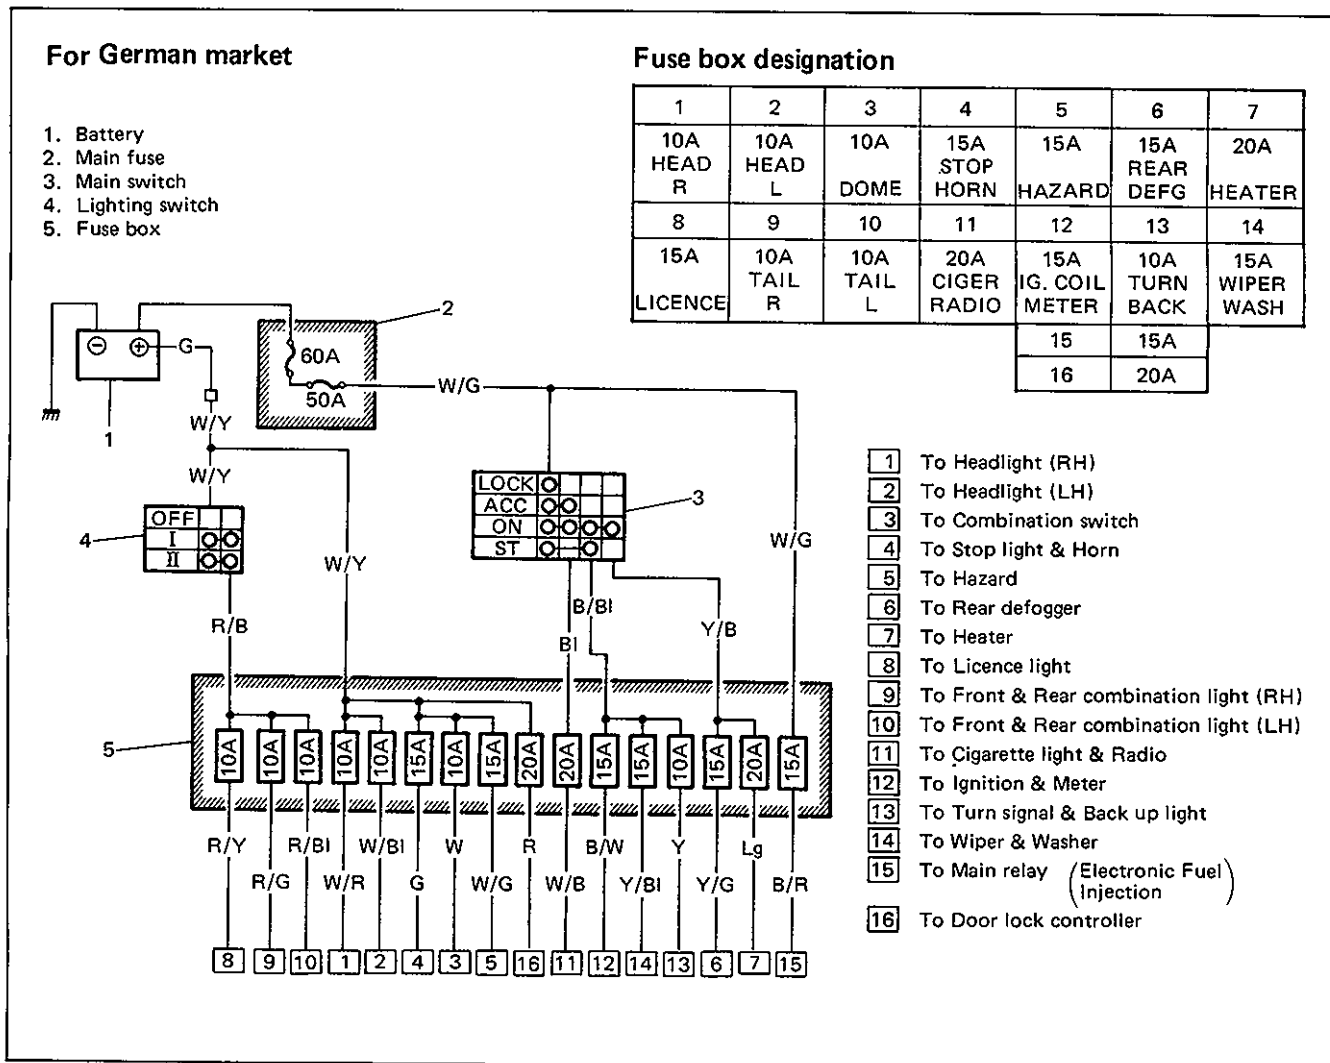 For German market
1. Battery
2. Main fuse
3. Main switch
4. Lighting switch
5. Fuse box
Fuse box designation
1 2 3 4 5 6 7
10A HEAD R
10A HEAD L
10A DOME
15A STOP HORN
15A HAZARD
15A REAR DEFG
20A HEATER
8 9 10 11 12 13 14
15A LICENCE
10A TAIL R
10A TAIL L
20A CIGER RADIO
15A IG. COIL METER
10A TURN BACK
15A WIPER WASH
15 15A
16 20A
2
60A
50A
G
W/G
1
W/Y
W/Y
LOCK
ACC
ON
ST
3
OFF
I
II
4
W/Y
W/G
R/B
B/Bl
Bl
Y/B
5
10A 10A 10A 10A 10A 15A 10A 15A 20A 20A 15A 15A 10A 15A 20A 15A
R/Y R/Bl W/Bl W R B/W Y Lg
R/G W/R G W/G W/B Y/Bl Y/G B/R
8 9 10 1 2 4 3 5 16 11 12 14 13 6 7 15
1 To Headlight (RH)
2 To Headlight (LH)
3 To Combination switch
4 To Stop light & Horn
5 To Hazard
6 To Rear defogger
7 To Heater
8 To Licence light
9 To Front & Rear combination light (RH)
10 To Front & Rear combination light (LH)
11 To Cigarette light & Radio
12 To Ignition & Meter
13 To Turn signal & Back up light
14 To Wiper & Washer
15 To Main relay (Electronic Fuel Injection)
16 To Door lock controller